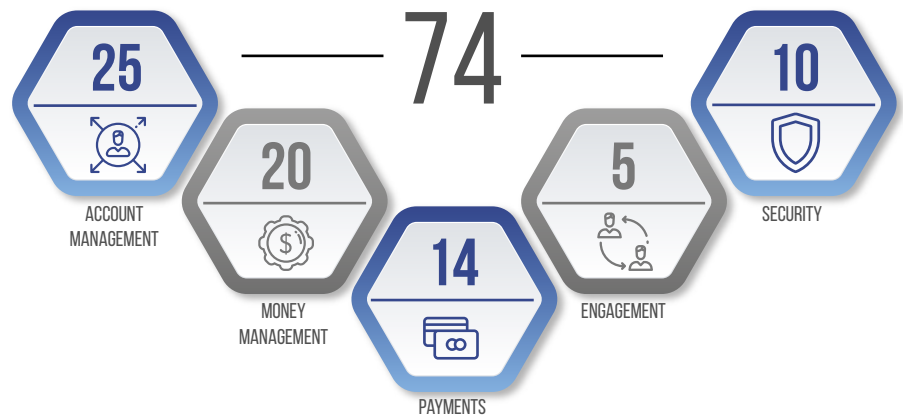 74
25
ACCOUNT
MANAGEMENT
20
$
MONEY
MANAGEMENT
14
PAYMENTS
5
ENGAGEMENT
10
SECURITY